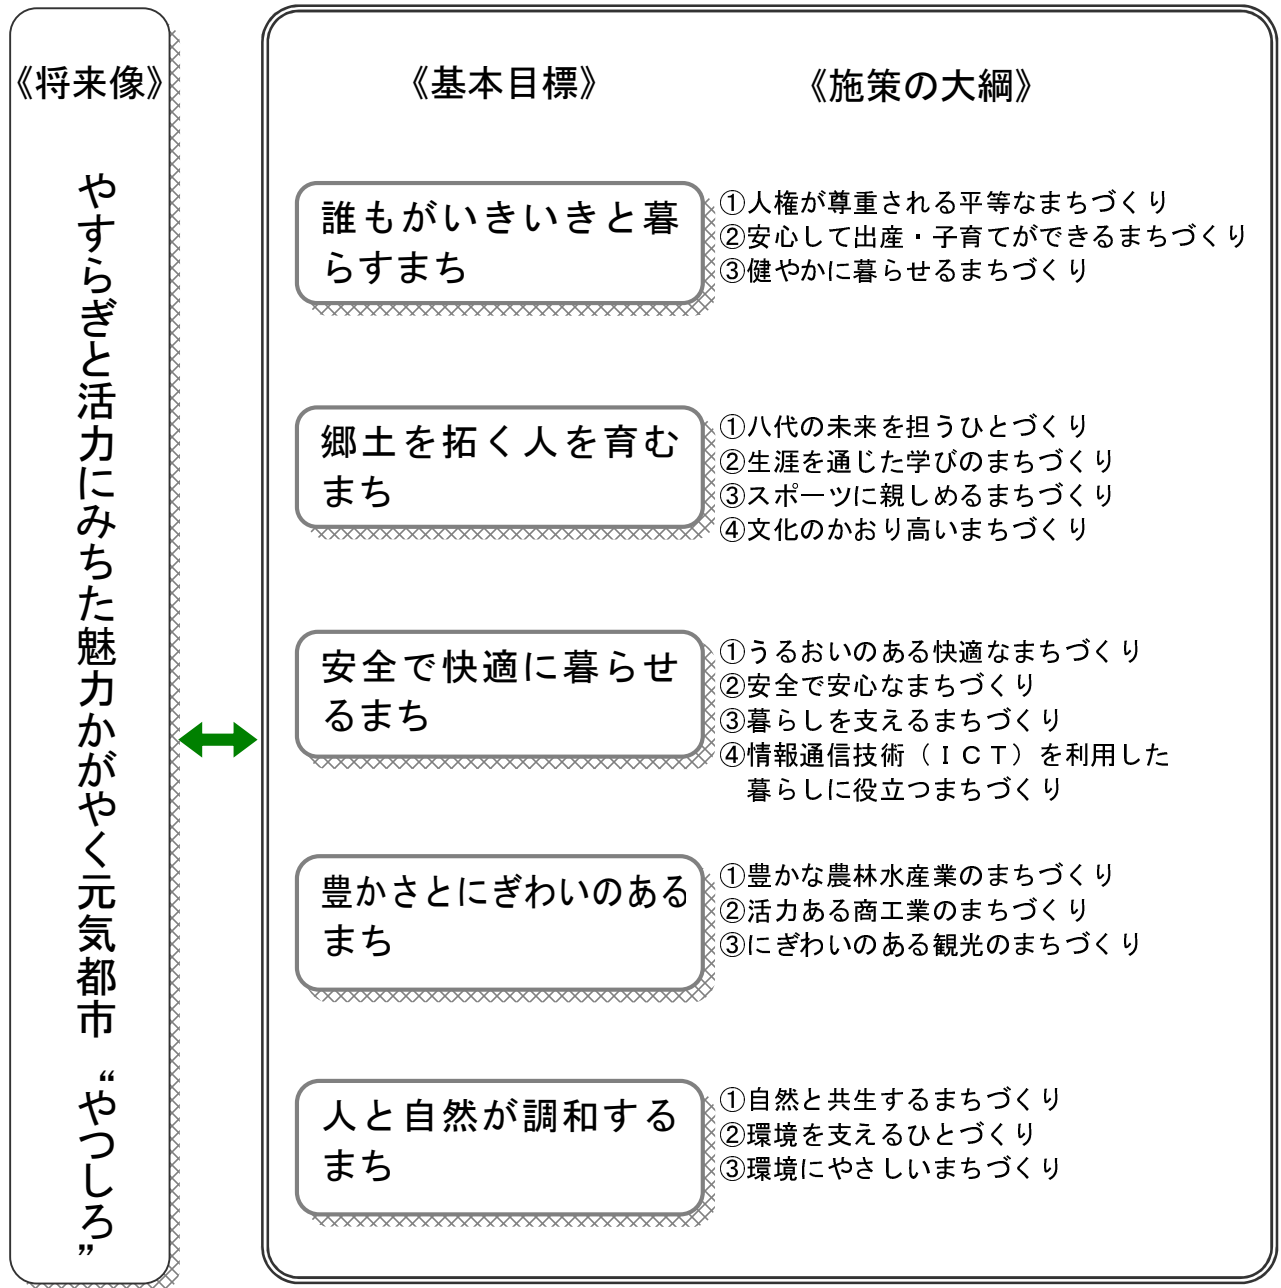 《将来像》
やすらぎと活力にみちた魅力かがやく元気都市“やつしろ”
《基本目標》
《施策の大綱》
誰もがいきいきと暮
らすまち
①人権が尊重される平等なまちづくり
②安心して出産・子育てができるまちづくり
③健やかに暮らせるまちづくり
郷土を拓く人を育む
まち
①八代の未来を担うひとづくり
②生涯を通じた学びのまちづくり
③スポーツに親しめるまちづくり
④文化のかおり高いまちづくり
安全で快適に暮らせ
るまち
①うるおいのある快適なまちづくり
②安全で安心なまちづくり
③暮らしを支えるまちづくり
④情報通信技術（ＩＣＴ）を利用した
暮らしに役立つまちづくり
豊かさとにぎわいのある
まち
①豊かな農林水産業のまちづくり
②活力ある商工業のまちづくり
③にぎわいのある観光のまちづくり
人と自然が調和する
まち
①自然と共生するまちづくり
②環境を支えるひとづくり
③環境にやさしいまちづくり